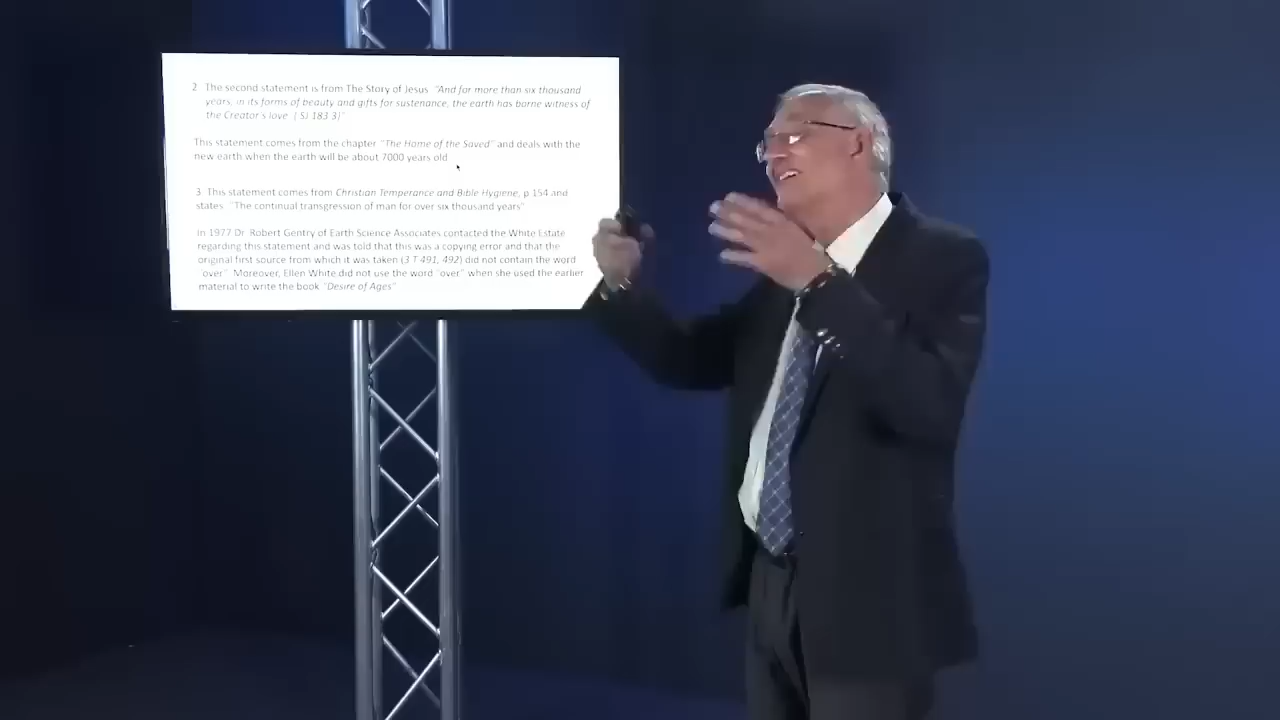 2 The second statement is from The Story of Jesus "And for more than six thousand
years, in its forms of beauty and gifts for sustenance, the earth has borne witness of
the Creator's love [SJ 183 3]"
This statement comes from the chapter "The Home of the Saved" and deals with the
new earth when the earth will be about 7000 years old
3 This statement comes from Christian Temperance and Bible Hygiene, p 154 and
states "The continual transgression of man for over six thousand years"
In 1977 Dr Robert Gentry of Earth Science Associates contacted the White Estate
regarding this statement and was told that this was a copying error and that the
original first source from which it was taken (3 T 491, 492) did not contain the word
"over" Moreover, Ellen White did not use the word "over" when she used the earlier
material to write the book "Desire of Ages"